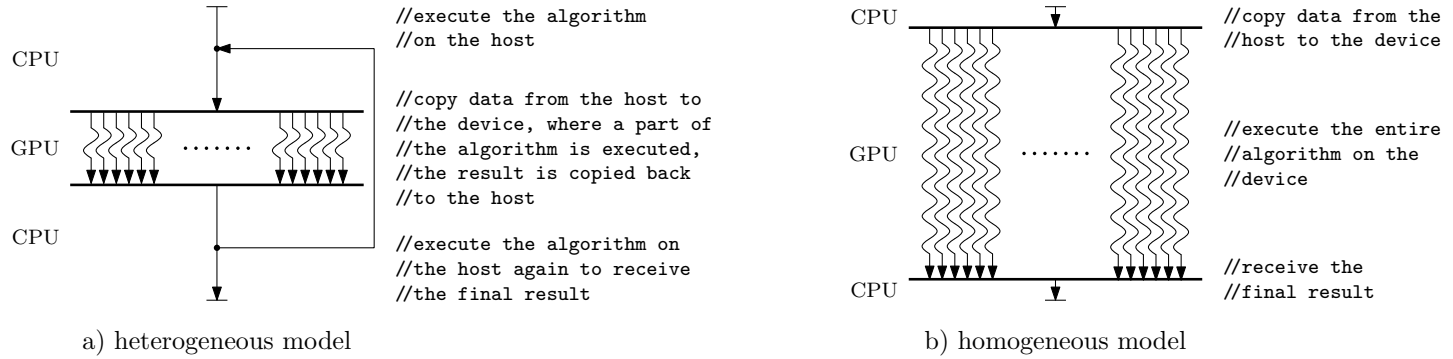 CPU
//execute the algorithm
//on the host
GPU
//copy data from the host to
//the device, where a part of
//the algorithm is executed,
//the result is copied back
//to the host
CPU
//execute the algorithm on
//the host again to receive
//the final result
a) heterogeneous model
CPU
//copy data from the
//host to the device
GPU
//execute the entire
//algorithm on the
//device
CPU
//receive the
//final result
b) homogeneous model